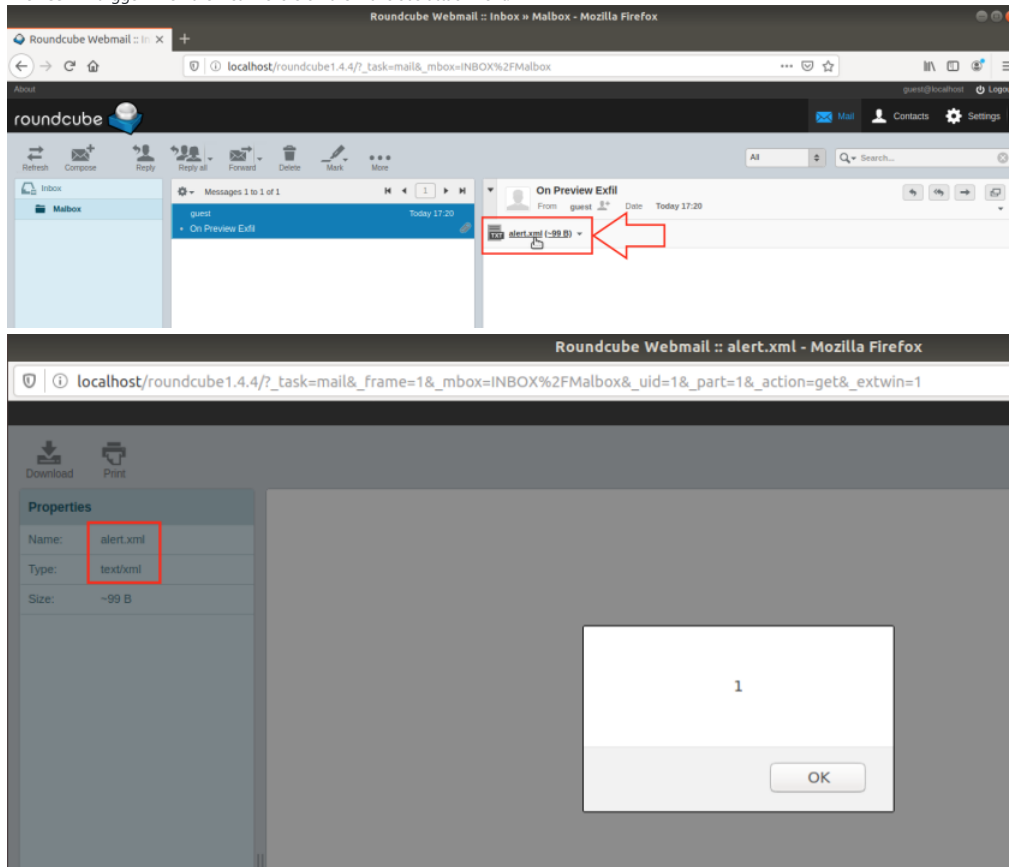 Roundcube Webmail :: Inbox » Malbox - Mozilla Firefox
Roundcube Webmail :: In
localhost/roundcube1.4.4/?_task=mail&_mbox=INBOX%2FMalbox
About
guest@localhost Logou
roundcube
Mail Contacts Settings
Refresh Compose Reply Reply all Forward Delete Mark More
All Search...
Inbox
Malbox
Messages 1 to 1 of 1
1
guest Today 17:20
On Preview Exfil
On Preview Exfil
From guest Date Today 17:20
TXT alert.xml (~99 B)
Roundcube Webmail :: alert.xml - Mozilla Firefox
localhost/roundcube1.4.4/?_task=mail&_frame=1&_mbox=INBOX%2FMalbox&_uid=1&_part=1&_action=get&_extwin=1
Download Print
Properties
Name: alert.xml
Type: text/xml
Size: ~99 B
1
OK